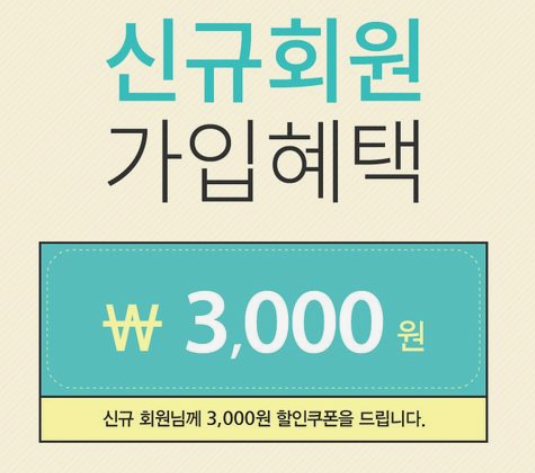 신규회원
가입혜택
₩ 3,000 원
신규 회원님께 3,000원 할인쿠폰을 드립니다.